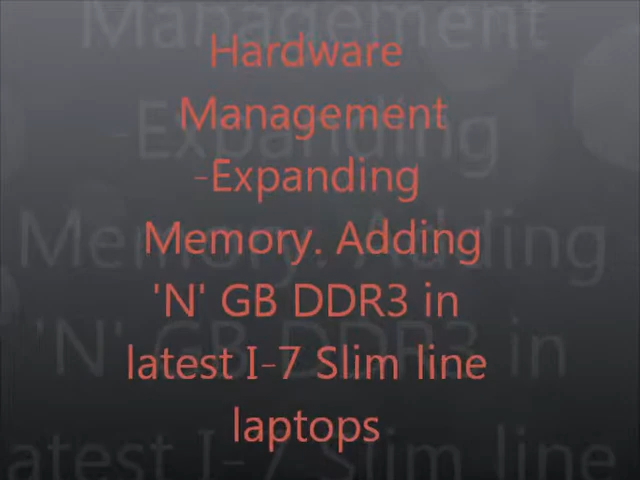 Hardware
Management
-Expanding
Memory. Adding
'N' GB DDR3 in
latest I-7 Slim line
laptops